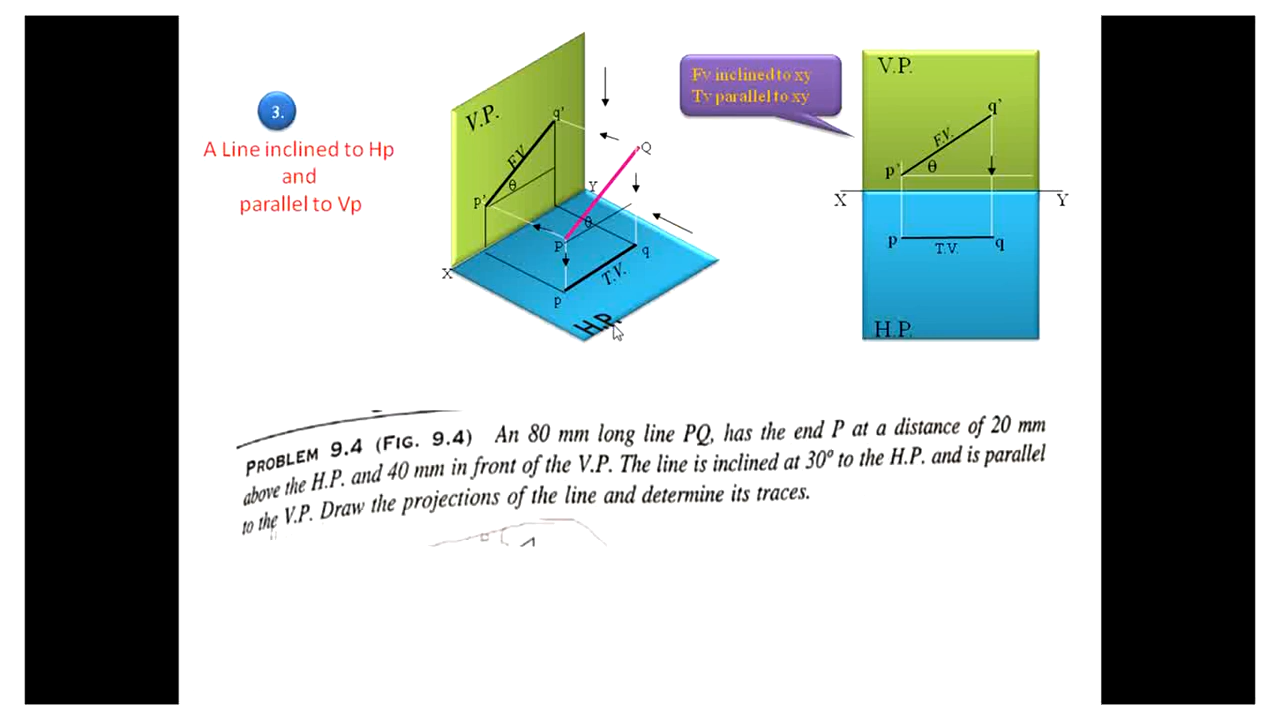 3.
A Line inclined to Hp
and
parallel to Vp
V.P.
q'
F.V.
θ
p'
Q
Y
θ
P
q
T.V.
X
p
H.P.
Fv inclined to xy
Tv parallel to xy
V.P.
q'
F.V.
p'
θ
X
Y
p
q
T.V.
H.P.
PROBLEM 9.4 (FIG. 9.4) An 80 mm long line PQ, has the end P at a distance of 20 mm
above the H.P. and 40 mm in front of the V.P. The line is inclined at 30° to the H.P. and is parallel
to the V.P. Draw the projections of the line and determine its traces.